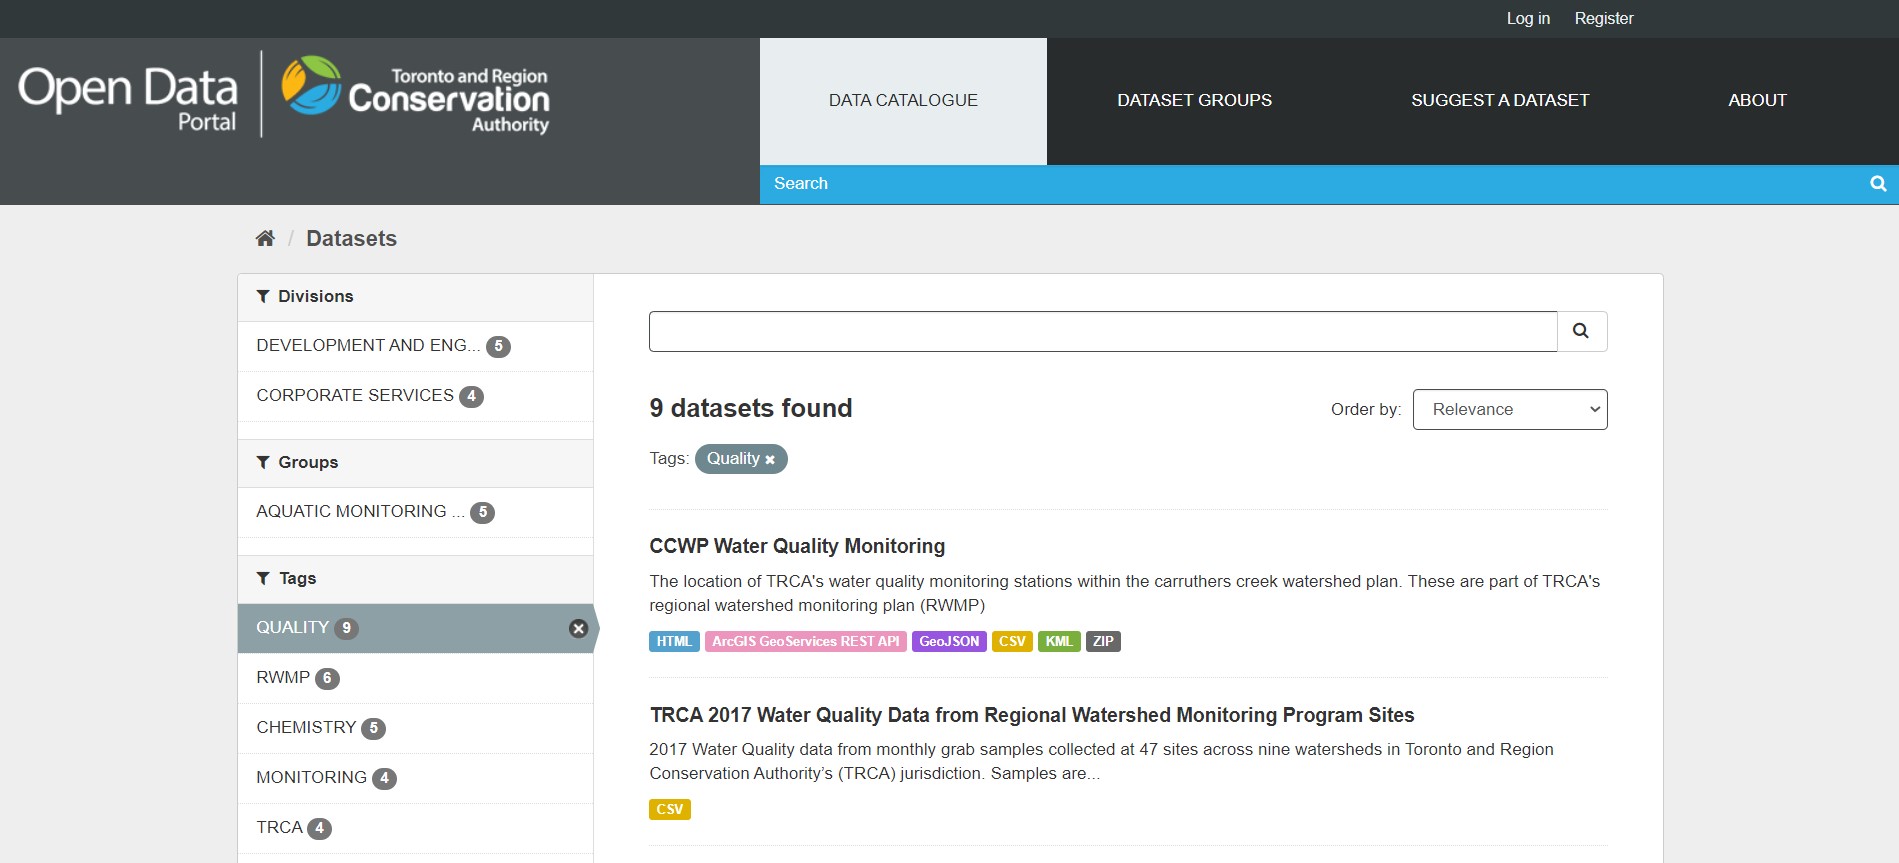 Log in Register
Open Data
Portal
Toronto and Region
Conservation
Authority
DATA CATALOGUE DATASET GROUPS SUGGEST A DATASET ABOUT
Search
/ Datasets
Divisions
DEVELOPMENT AND ENG... 5
CORPORATE SERVICES 4
Groups
AQUATIC MONITORING ... 5
Tags
QUALITY 9
RWMP 6
CHEMISTRY 5
MONITORING 4
TRCA 4
9 datasets found
Order by: Relevance
Tags: Quality
CCWP Water Quality Monitoring
The location of TRCA's water quality monitoring stations within the carruthers creek watershed plan. These are part of TRCA's
regional watershed monitoring plan (RWMP)
HTML ArcGIS GeoServices REST API GeoJSON CSV KML ZIP
TRCA 2017 Water Quality Data from Regional Watershed Monitoring Program Sites
2017 Water Quality data from monthly grab samples collected at 47 sites across nine watersheds in Toronto and Region
Conservation Authority’s (TRCA) jurisdiction. Samples are...
CSV